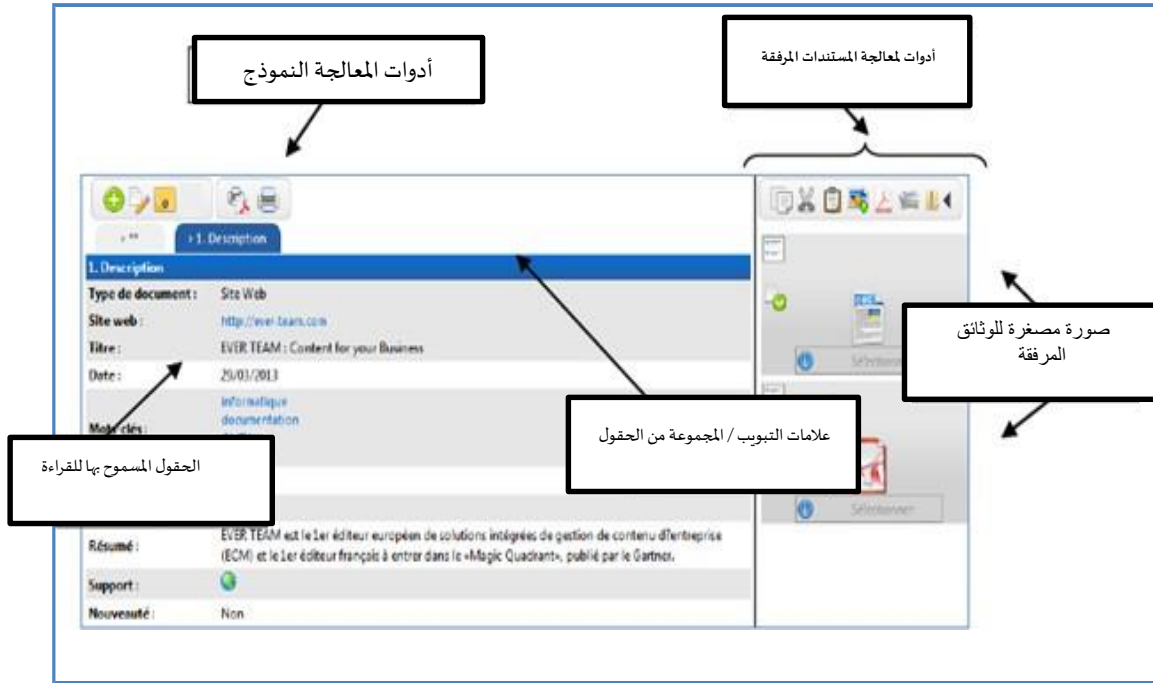 أدوات المعالجة النموذج
أدوات لمعالجة المستندات المرفقة
> **
> 1. Description
1. Description
Type de document : Site Web
Site web : http://ever-team.com
Titre : EVER TEAM : Content for your Business
Date : 29/03/2013
Mots clés : informatique
documentation
صورة مصغرة للوثائق
المرفقة
Sélectionner
علامات التبويب / المجموعة من الحقول
الحقول المسموح بها للقراءة
Sélectionner
Résumé : EVER TEAM est le 1er éditeur européen de solutions intégrées de gestion de contenu d'entreprise
(ECM) et le 1er éditeur français à entrer dans le «Magic Quadrant», publié par le Gartner.
Support :
Nouveauté : Non